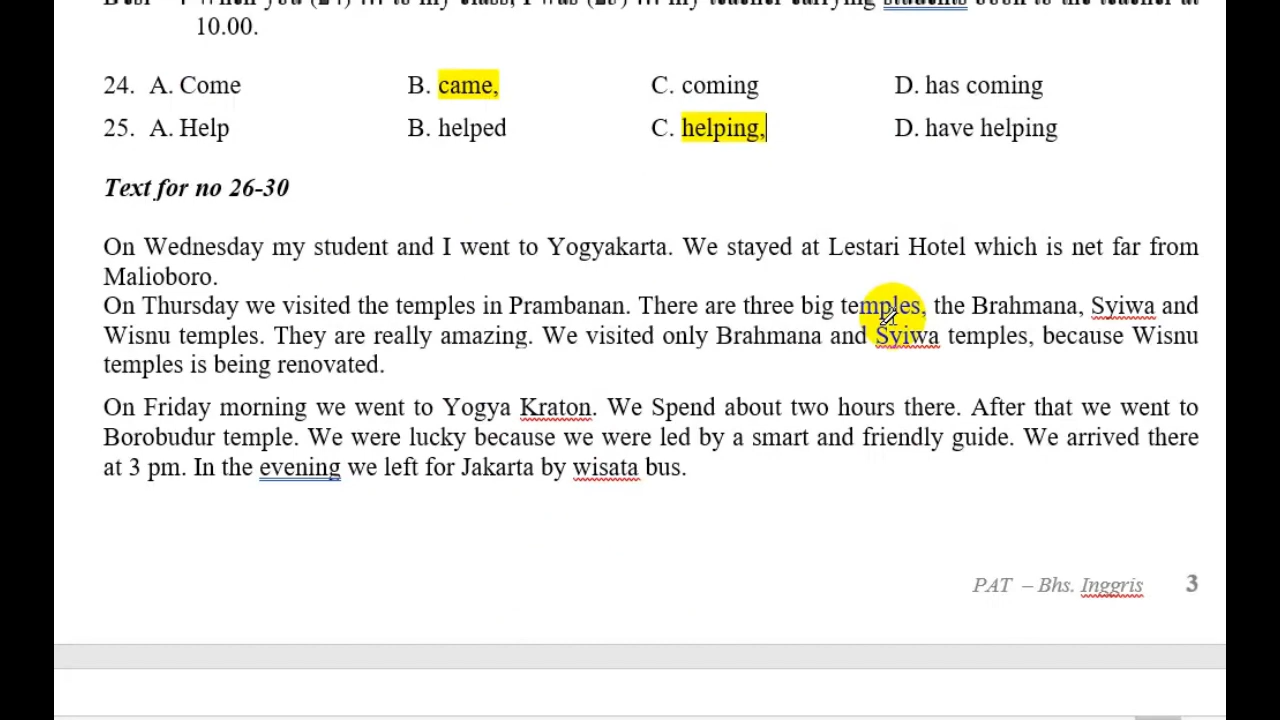 10.00.
24. A. Come B. came, C. coming D. has coming
25. A. Help B. helped C. helping, D. have helping
Text for no 26-30
On Wednesday my student and I went to Yogyakarta. We stayed at Lestari Hotel which is net far from
Malioboro.
On Thursday we visited the temples in Prambanan. There are three big temples, the Brahmana, Syiwa and
Wisnu temples. They are really amazing. We visited only Brahmana and Syiwa temples, because Wisnu
temples is being renovated.
On Friday morning we went to Yogya Kraton. We Spend about two hours there. After that we went to
Borobudur temple. We were lucky because we were led by a smart and friendly guide. We arrived there
at 3 pm. In the evening we left for Jakarta by wisata bus.
PAT – Bhs. Inggris 3